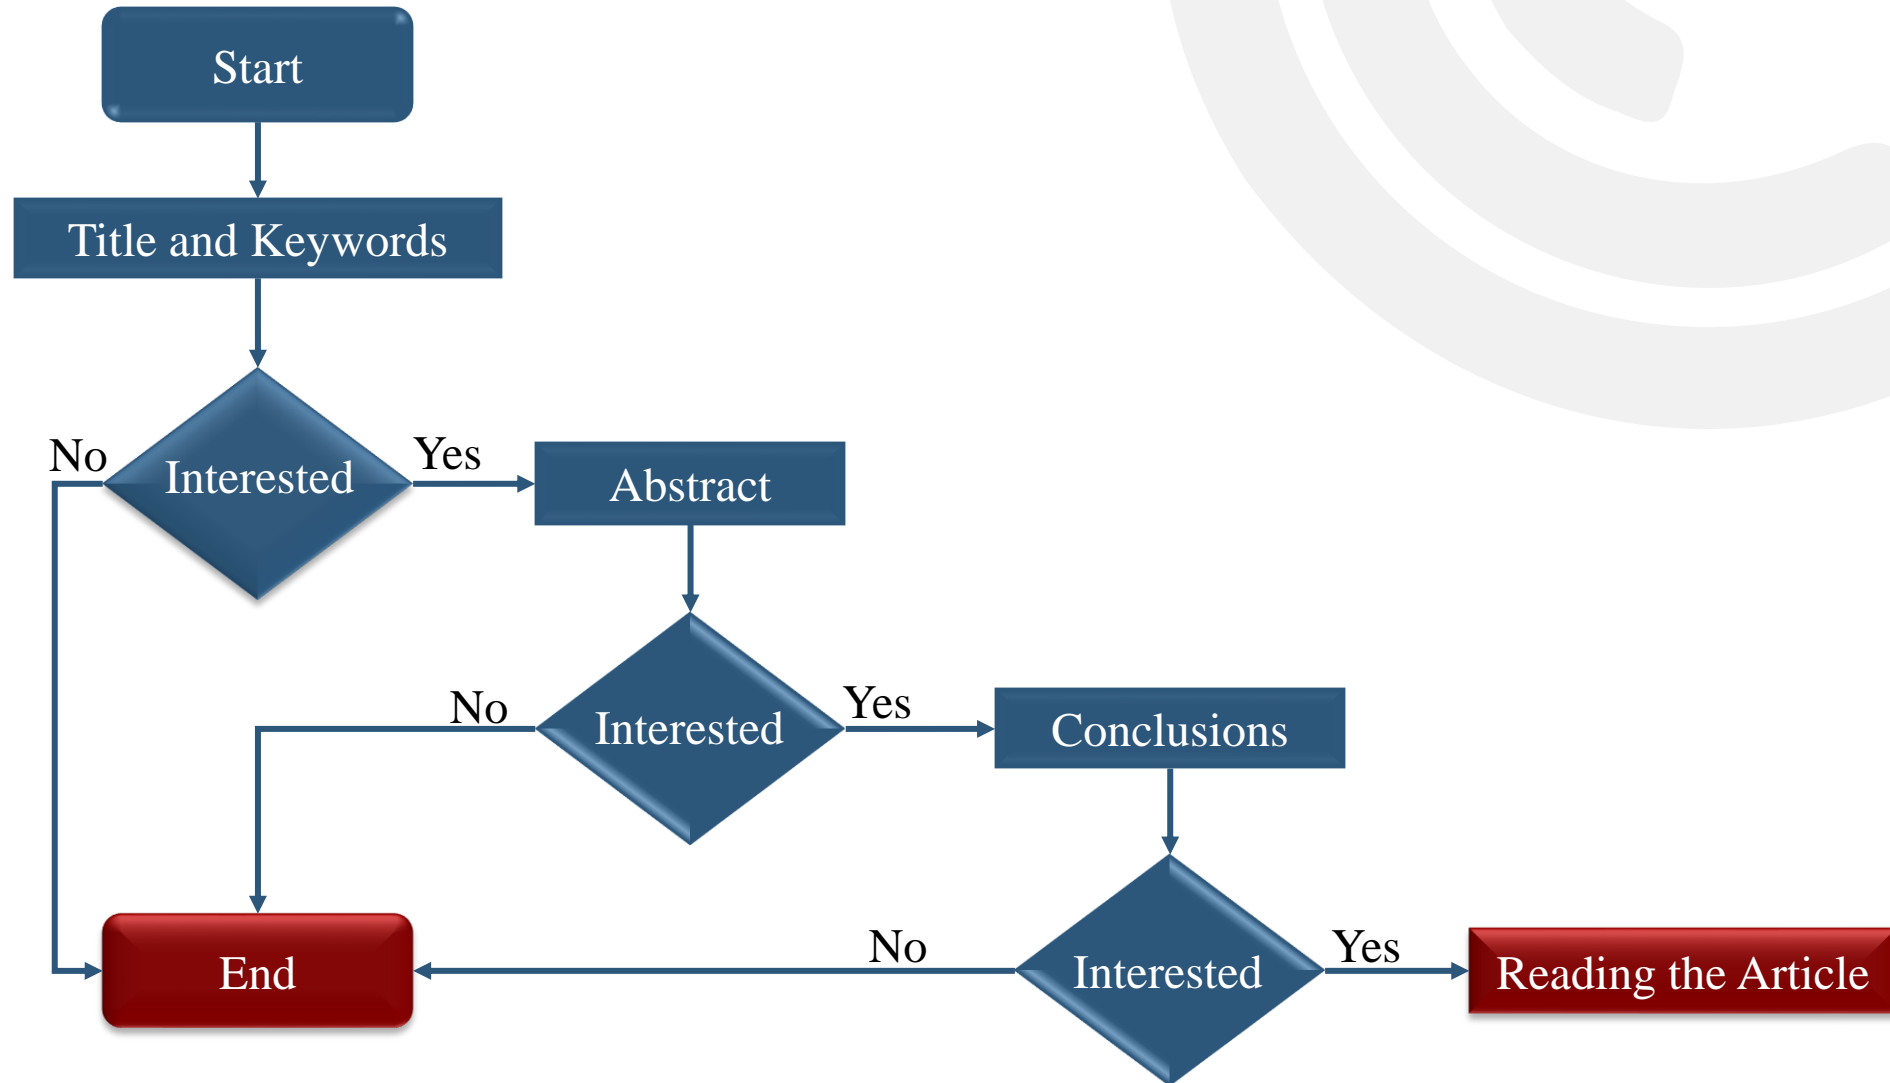 Start
Title and Keywords
No
Interested
Yes
Abstract
No
Interested
Yes
Conclusions
End
No
Interested
Yes
Reading the Article